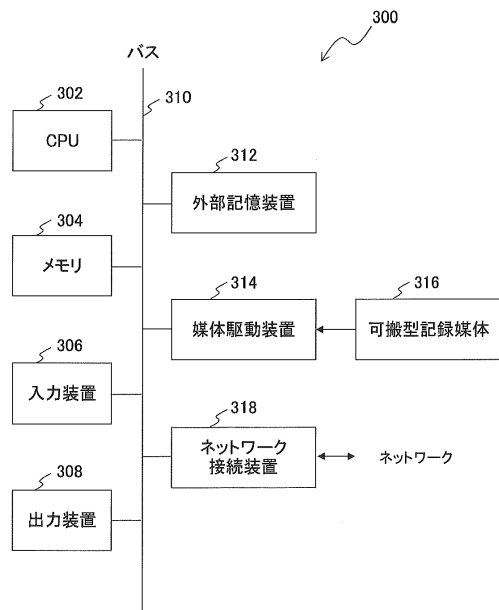 300
バス
310
302
CPU
312
外部記憶装置
304
メモリ
314
媒体駆動装置
316
可搬型記録媒体
306
入力装置
318
ネットワーク
接続装置
ネットワーク
308
出力装置